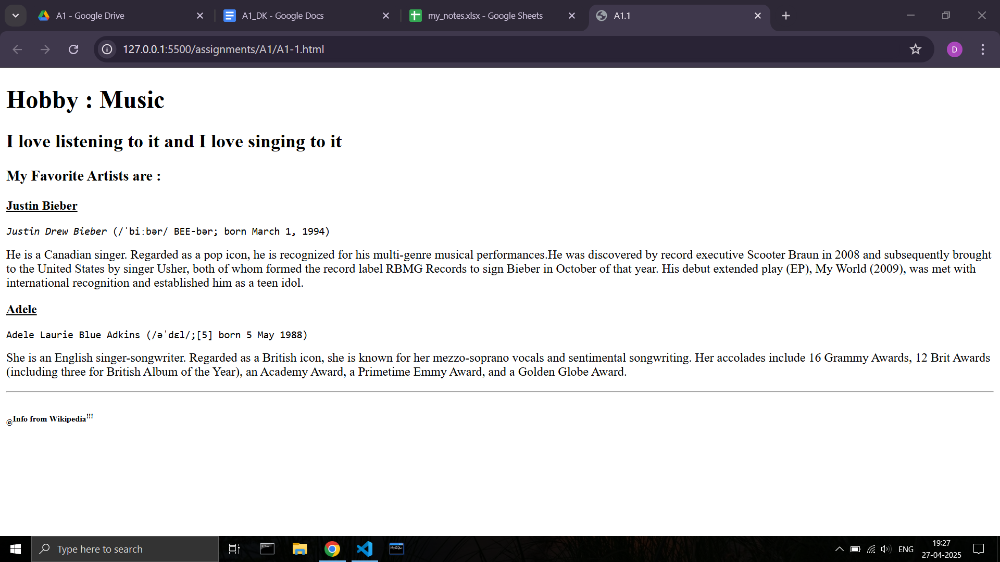 A1 - Google Drive
A1_DK - Google Docs
my_notes.xlsx - Google Sheets
A1.1
127.0.0.1:5500/assignments/A1/A1-1.html
D
Hobby : Music
I love listening to it and I love singing to it
My Favorite Artists are :
Justin Bieber
Justin Drew Bieber (/ˈbiːbər/ BEE-bər; born March 1, 1994)
He is a Canadian singer. Regarded as a pop icon, he is recognized for his multi-genre musical performances.He was discovered by record executive Scooter Braun in 2008 and subsequently brought
to the United States by singer Usher, both of whom formed the record label RBMG Records to sign Bieber in October of that year. His debut extended play (EP), My World (2009), was met with
international recognition and established him as a teen idol.
Adele
Adele Laurie Blue Adkins (/əˈdɛl/;[5] born 5 May 1988)
She is an English singer-songwriter. Regarded as a British icon, she is known for her mezzo-soprano vocals and sentimental songwriting. Her accolades include 16 Grammy Awards, 12 Brit Awards
(including three for British Album of the Year), an Academy Award, a Primetime Emmy Award, and a Golden Globe Award.
@Info from Wikipedia!!!
Type here to search
MySQL
ENG
19:27
27-04-2025